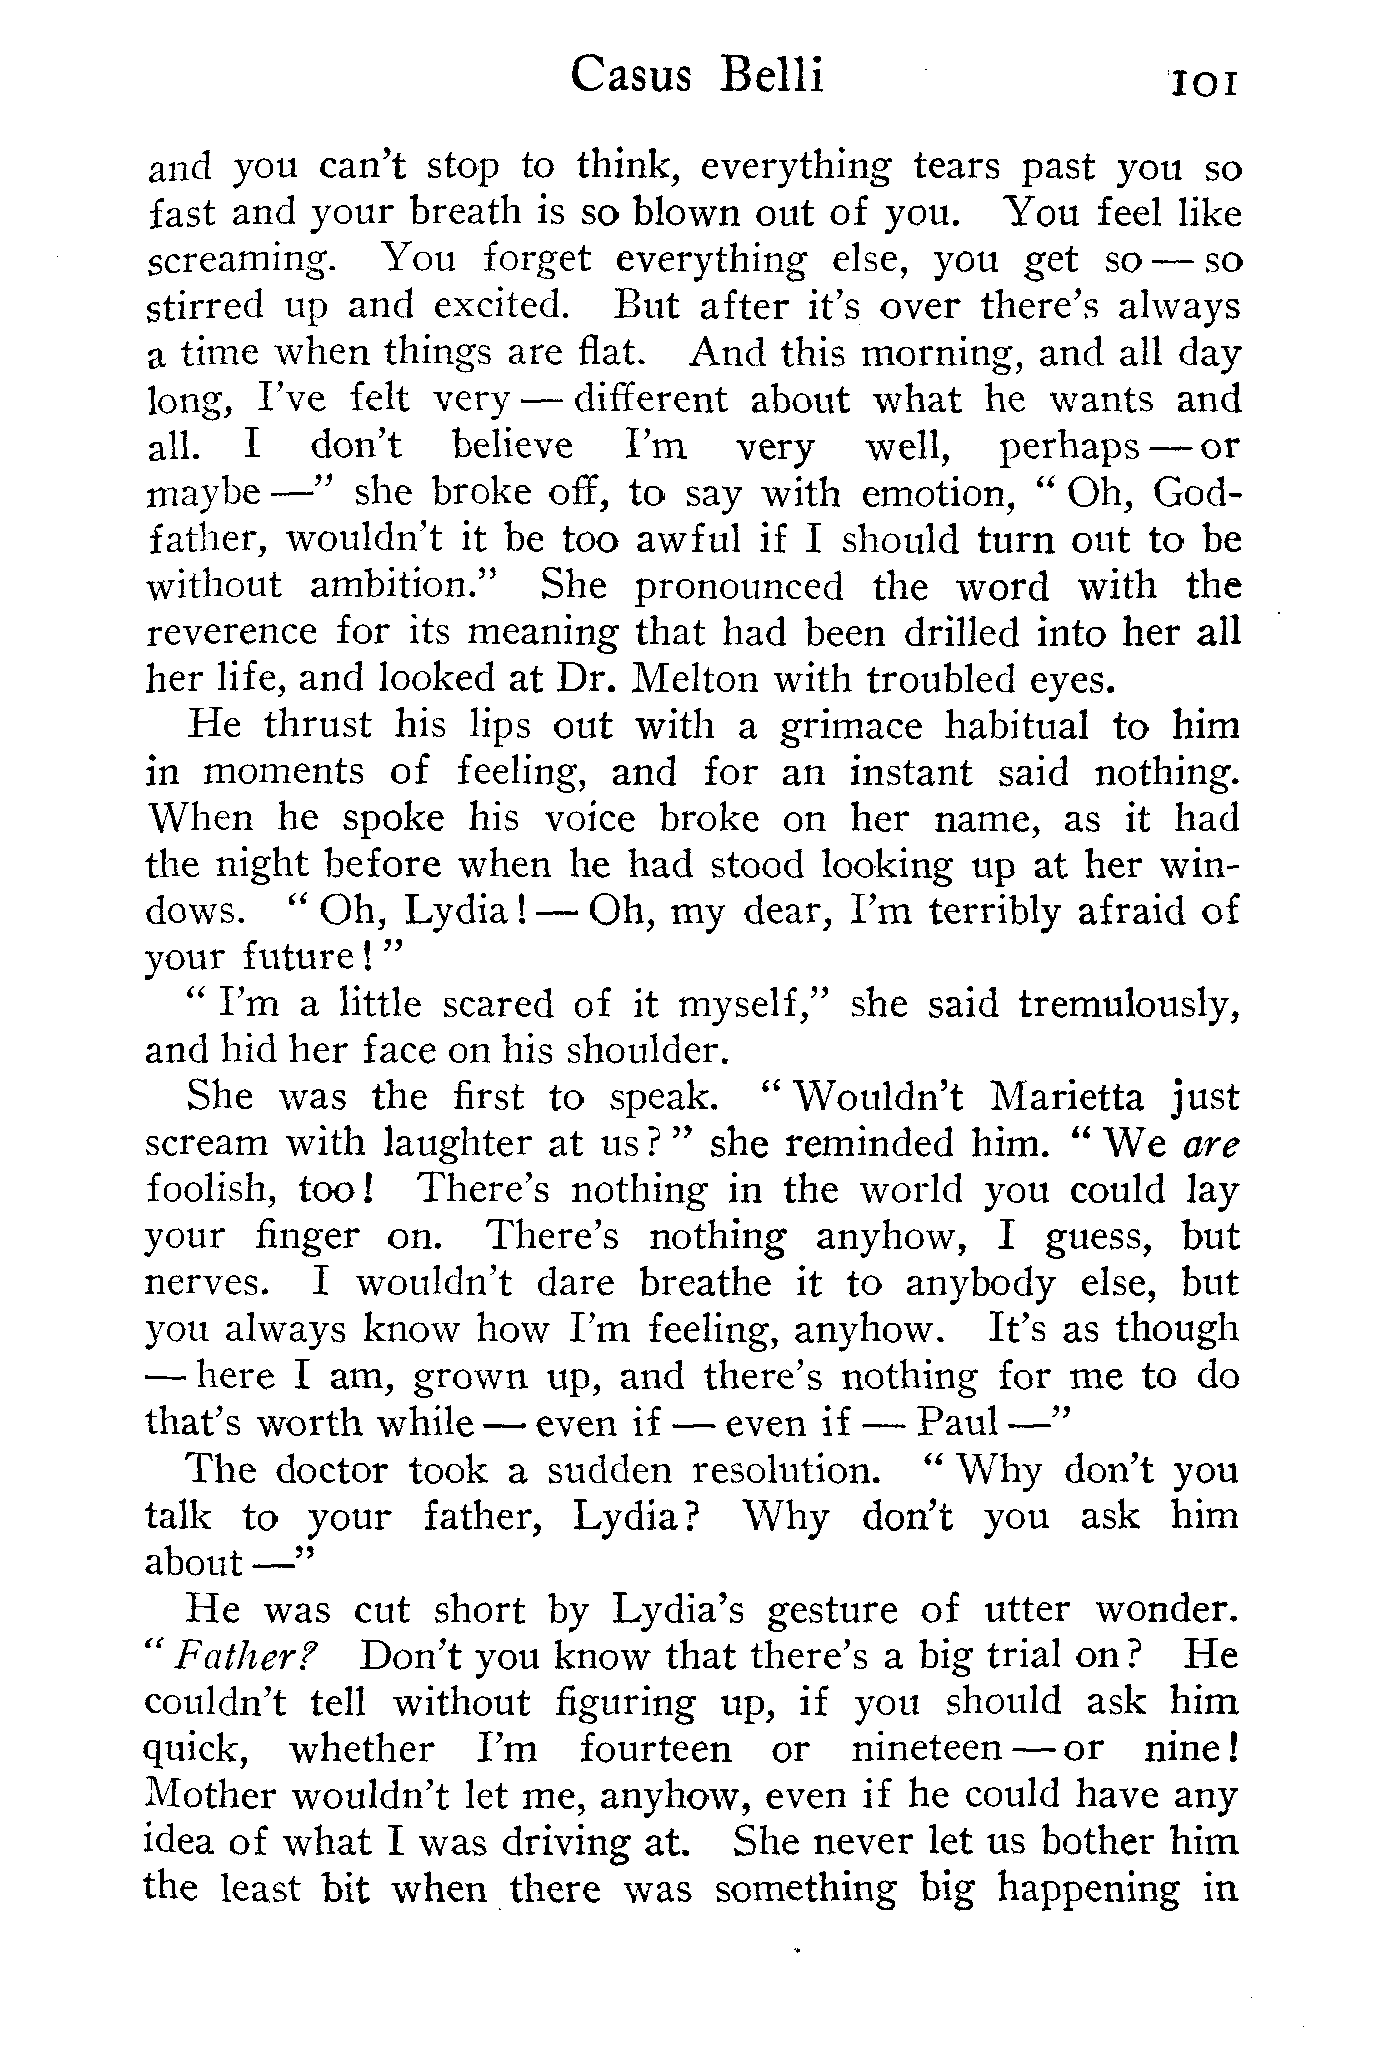 Casus Belli 101
and you can't stop to think, everything tears past you so
fast and your breath is so blown out of you. You feel like
screaming. You forget everything else, you get so — so
stirred up and excited. But after it's over there's always
a time when things are flat. And this morning, and all day
long, I've felt very — different about what he wants and
all. I don't believe I'm very well, perhaps — or
maybe —" she broke off, to say with emotion, "Oh, God-
father, wouldn't it be too awful if I should turn out to be
without ambition." She pronounced the word with the
reverence for its meaning that had been drilled into her all
her life, and looked at Dr. Melton with troubled eyes.
He thrust his lips out with a grimace habitual to him
in moments of feeling, and for an instant said nothing.
When he spoke his voice broke on her name, as it had
the night before when he had stood looking up at her win-
dows. "Oh, Lydia! — Oh, my dear, I'm terribly afraid of
your future!"
"I'm a little scared of it myself," she said tremulously,
and hid her face on his shoulder.
She was the first to speak. "Wouldn't Marietta just
scream with laughter at us?" she reminded him. "We are
foolish, too! There's nothing in the world you could lay
your finger on. There's nothing anyhow, I guess, but
nerves. I wouldn't dare breathe it to anybody else, but
you always know how I'm feeling, anyhow. It's as though
— here I am, grown up, and there's nothing for me to do
that's worth while — even if — even if — Paul —"
The doctor took a sudden resolution. "Why don't you
talk to your father, Lydia? Why don't you ask him
about —"
He was cut short by Lydia's gesture of utter wonder.
"Father? Don't you know that there's a big trial on? He
couldn't tell without figuring up, if you should ask him
quick, whether I'm fourteen or nineteen — or nine!
Mother wouldn't let me, anyhow, even if he could have any
idea of what I was driving at. She never let us bother him
the least bit when there was something big happening in